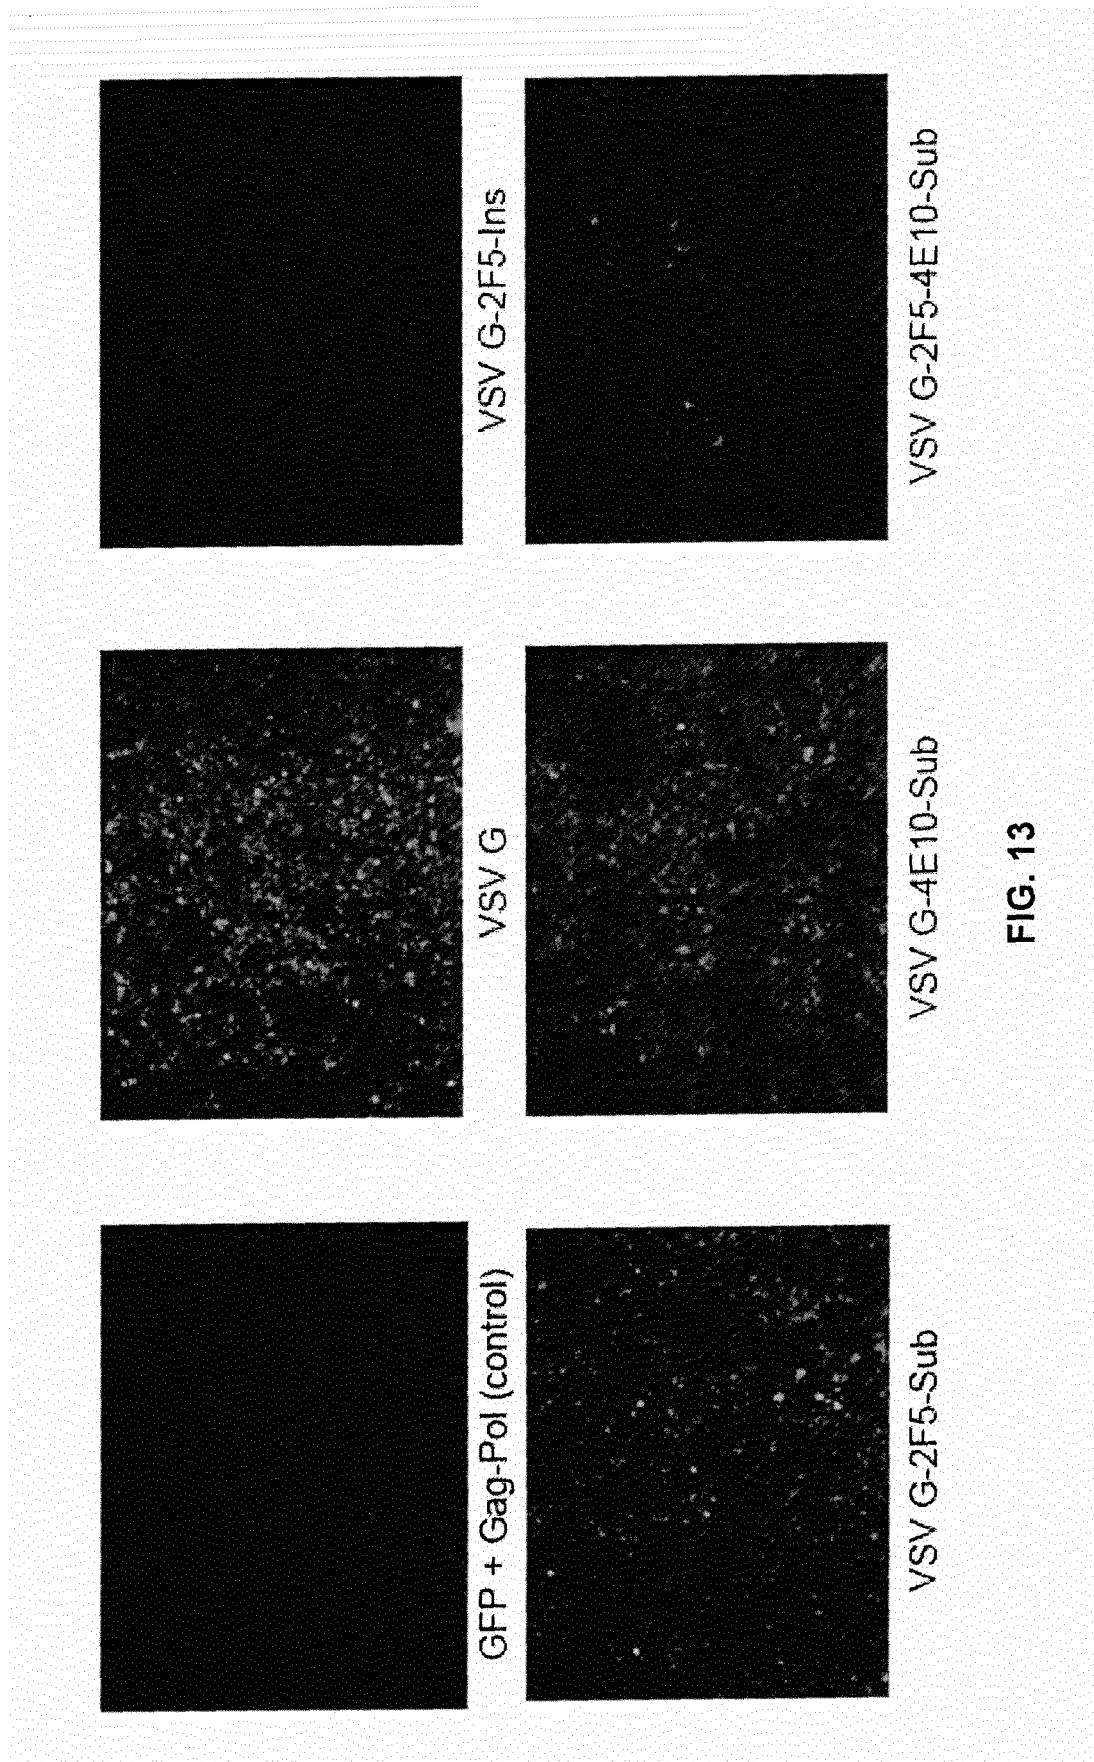 GFP + Gag-Pol (control)
VSV G
VSV G-2F5-Ins
VSV G-2F5-Sub
VSV G-4E10-Sub
VSV G-2F5-4E10-Sub
FIG. 13